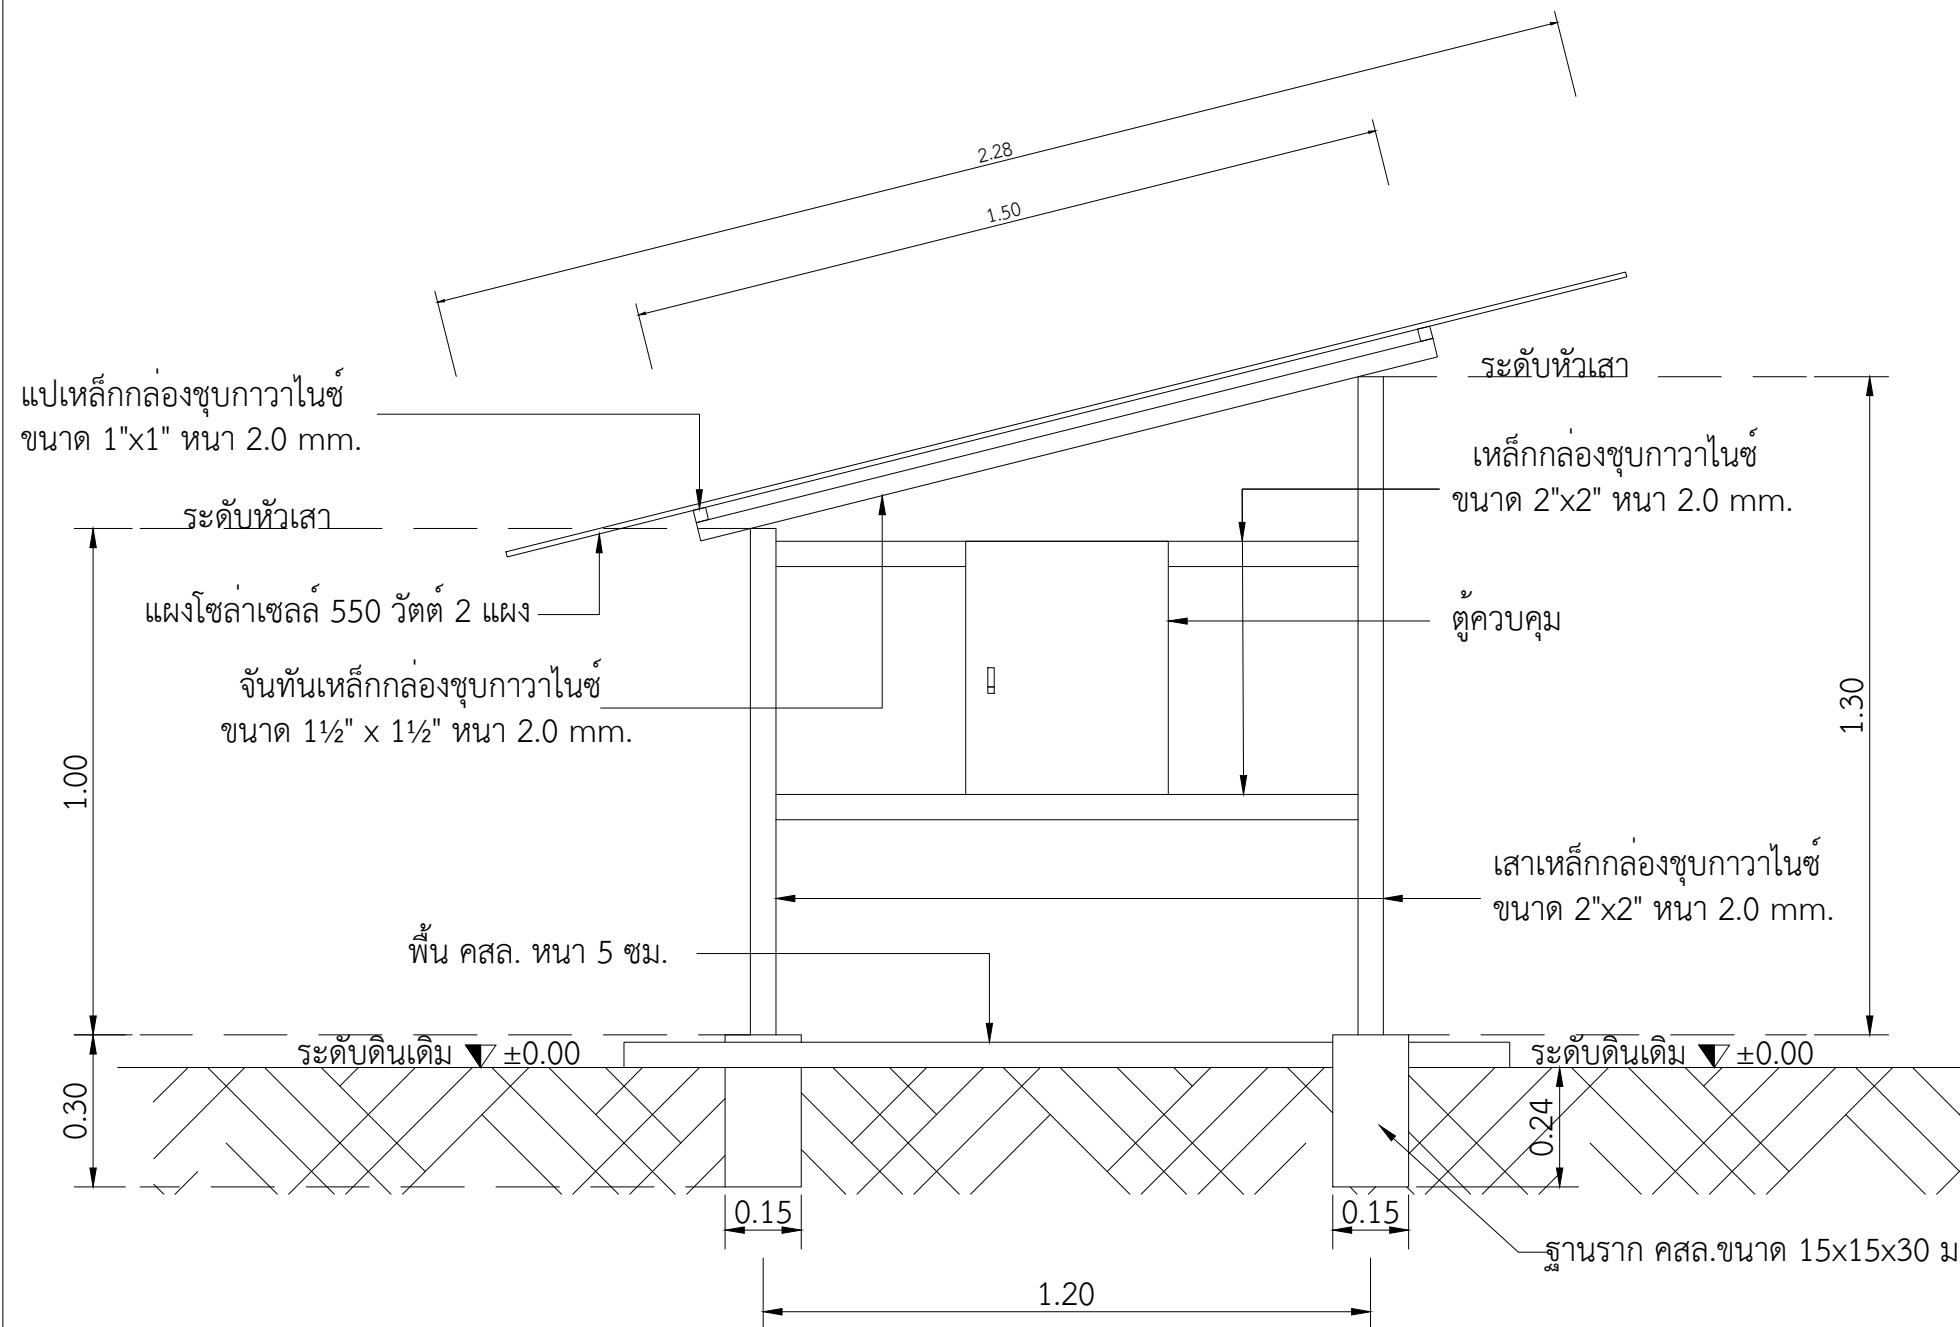 2.28
1.50
แปเหล็กกล่องชุบกาวาไนซ์
ขนาด 1"x1" หนา 2.0 mm.
ระดับหัวเสา
ระดับหัวเสา
เหล็กกล่องชุบกาวาไนซ์
ขนาด 2"x2" หนา 2.0 mm.
แผงโซล่าเซลล์ 550 วัตต์ 2 แผง
ตู้ควบคุม
จันทันเหล็กกล่องชุบกาวาไนซ์
ขนาด 1½" x 1½" หนา 2.0 mm.
1.00
1.30
เสาเหล็กกล่องชุบกาวาไนซ์
ขนาด 2"x2" หนา 2.0 mm.
พื้น คสล. หนา 5 ซม.
ระดับดินเดิม ±0.00
ระดับดินเดิม ±0.00
0.30
0.24
0.15
0.15
ฐานราก คสล.ขนาด 15x15x30 ม
1.20